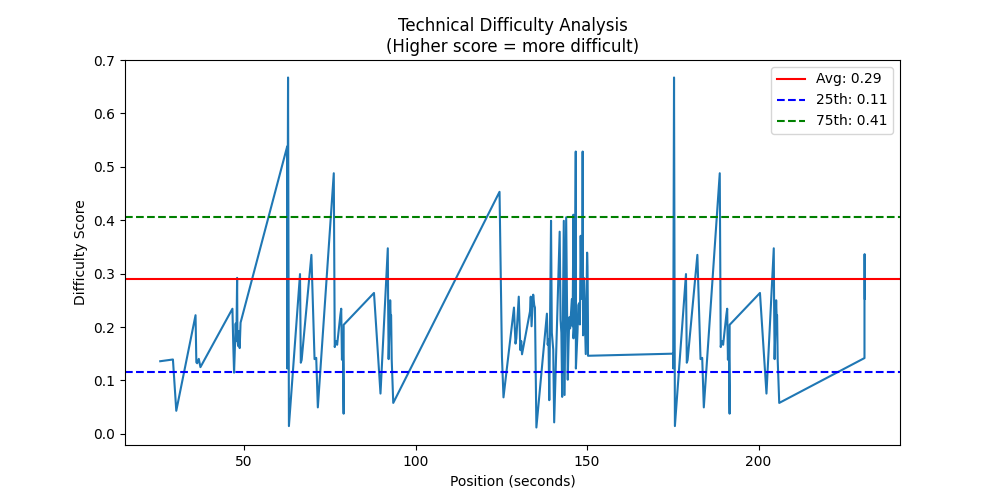 Technical Difficulty Analysis
(Higher score = more difficult)
Avg: 0.29
25th: 0.11
75th: 0.41
Difficulty Score
0.7
0.6
0.5
0.4
0.3
0.2
0.1
0.0
50
100
150
200
Position (seconds)